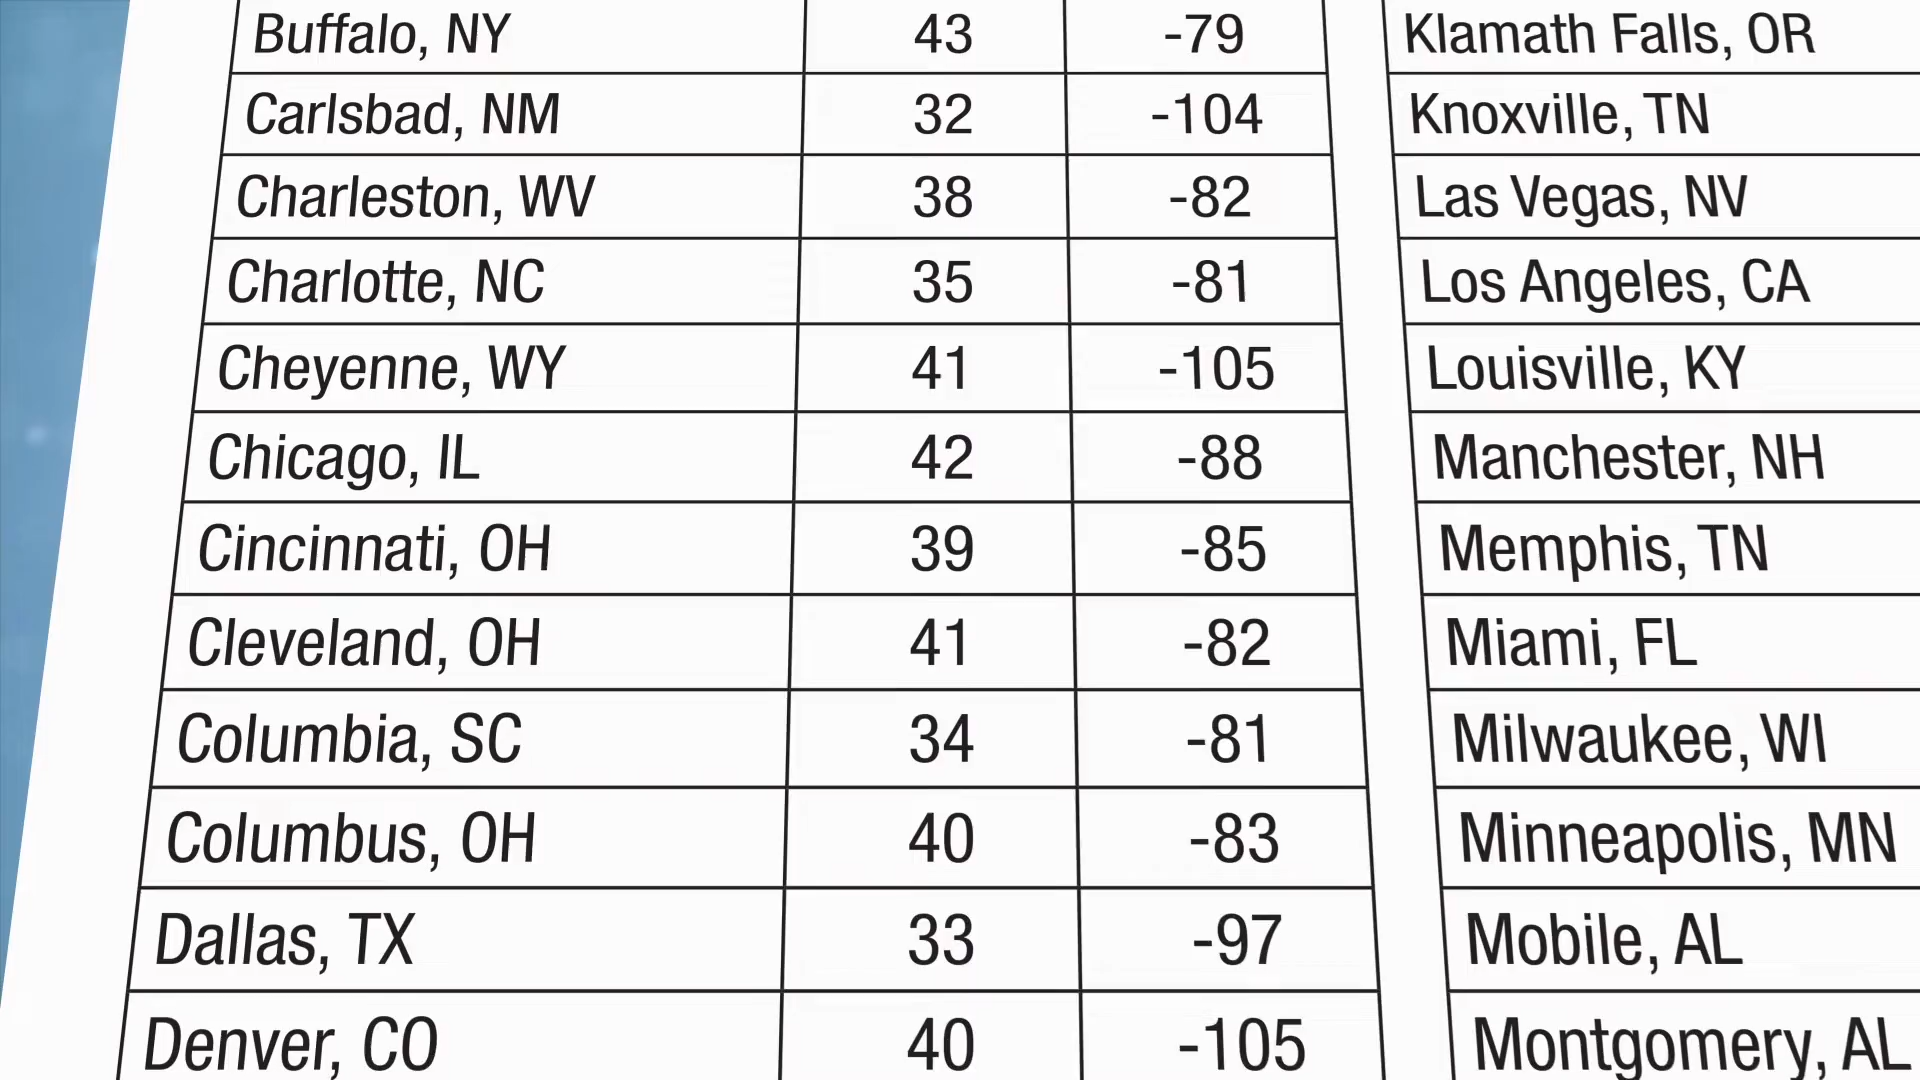 Buffalo, NY 43 -79 Klamath Falls, OR
Carlsbad, NM 32 -104 Knoxville, TN
Charleston, WV 38 -82 Las Vegas, NV
Charlotte, NC 35 -81 Los Angeles, CA
Cheyenne, WY 41 -105 Louisville, KY
Chicago, IL 42 -88 Manchester, NH
Cincinnati, OH 39 -85 Memphis, TN
Cleveland, OH 41 -82 Miami, FL
Columbia, SC 34 -81 Milwaukee, WI
Columbus, OH 40 -83 Minneapolis, MN
Dallas, TX 33 -97 Mobile, AL
Denver, CO 40 -105 Montgomery, AL